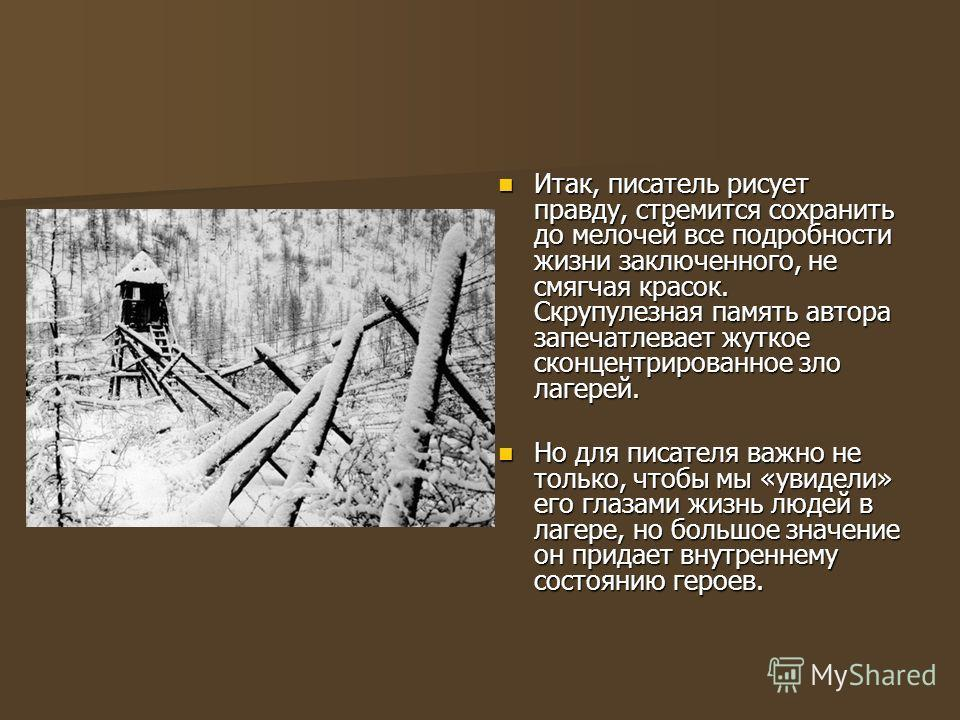 Итак, писатель рисует
правду, стремится сохранить
до мелочей все подробности
жизни заключенного, не
смягчая красок.
Скрупулезная память автора
запечатлевает жуткое
сконцентрированное зло
лагерей.
Но для писателя важно не
только, чтобы мы «увидели»
его глазами жизнь людей в
лагере, но большое значение
он придает внутреннему
состоянию героев.
MyShared